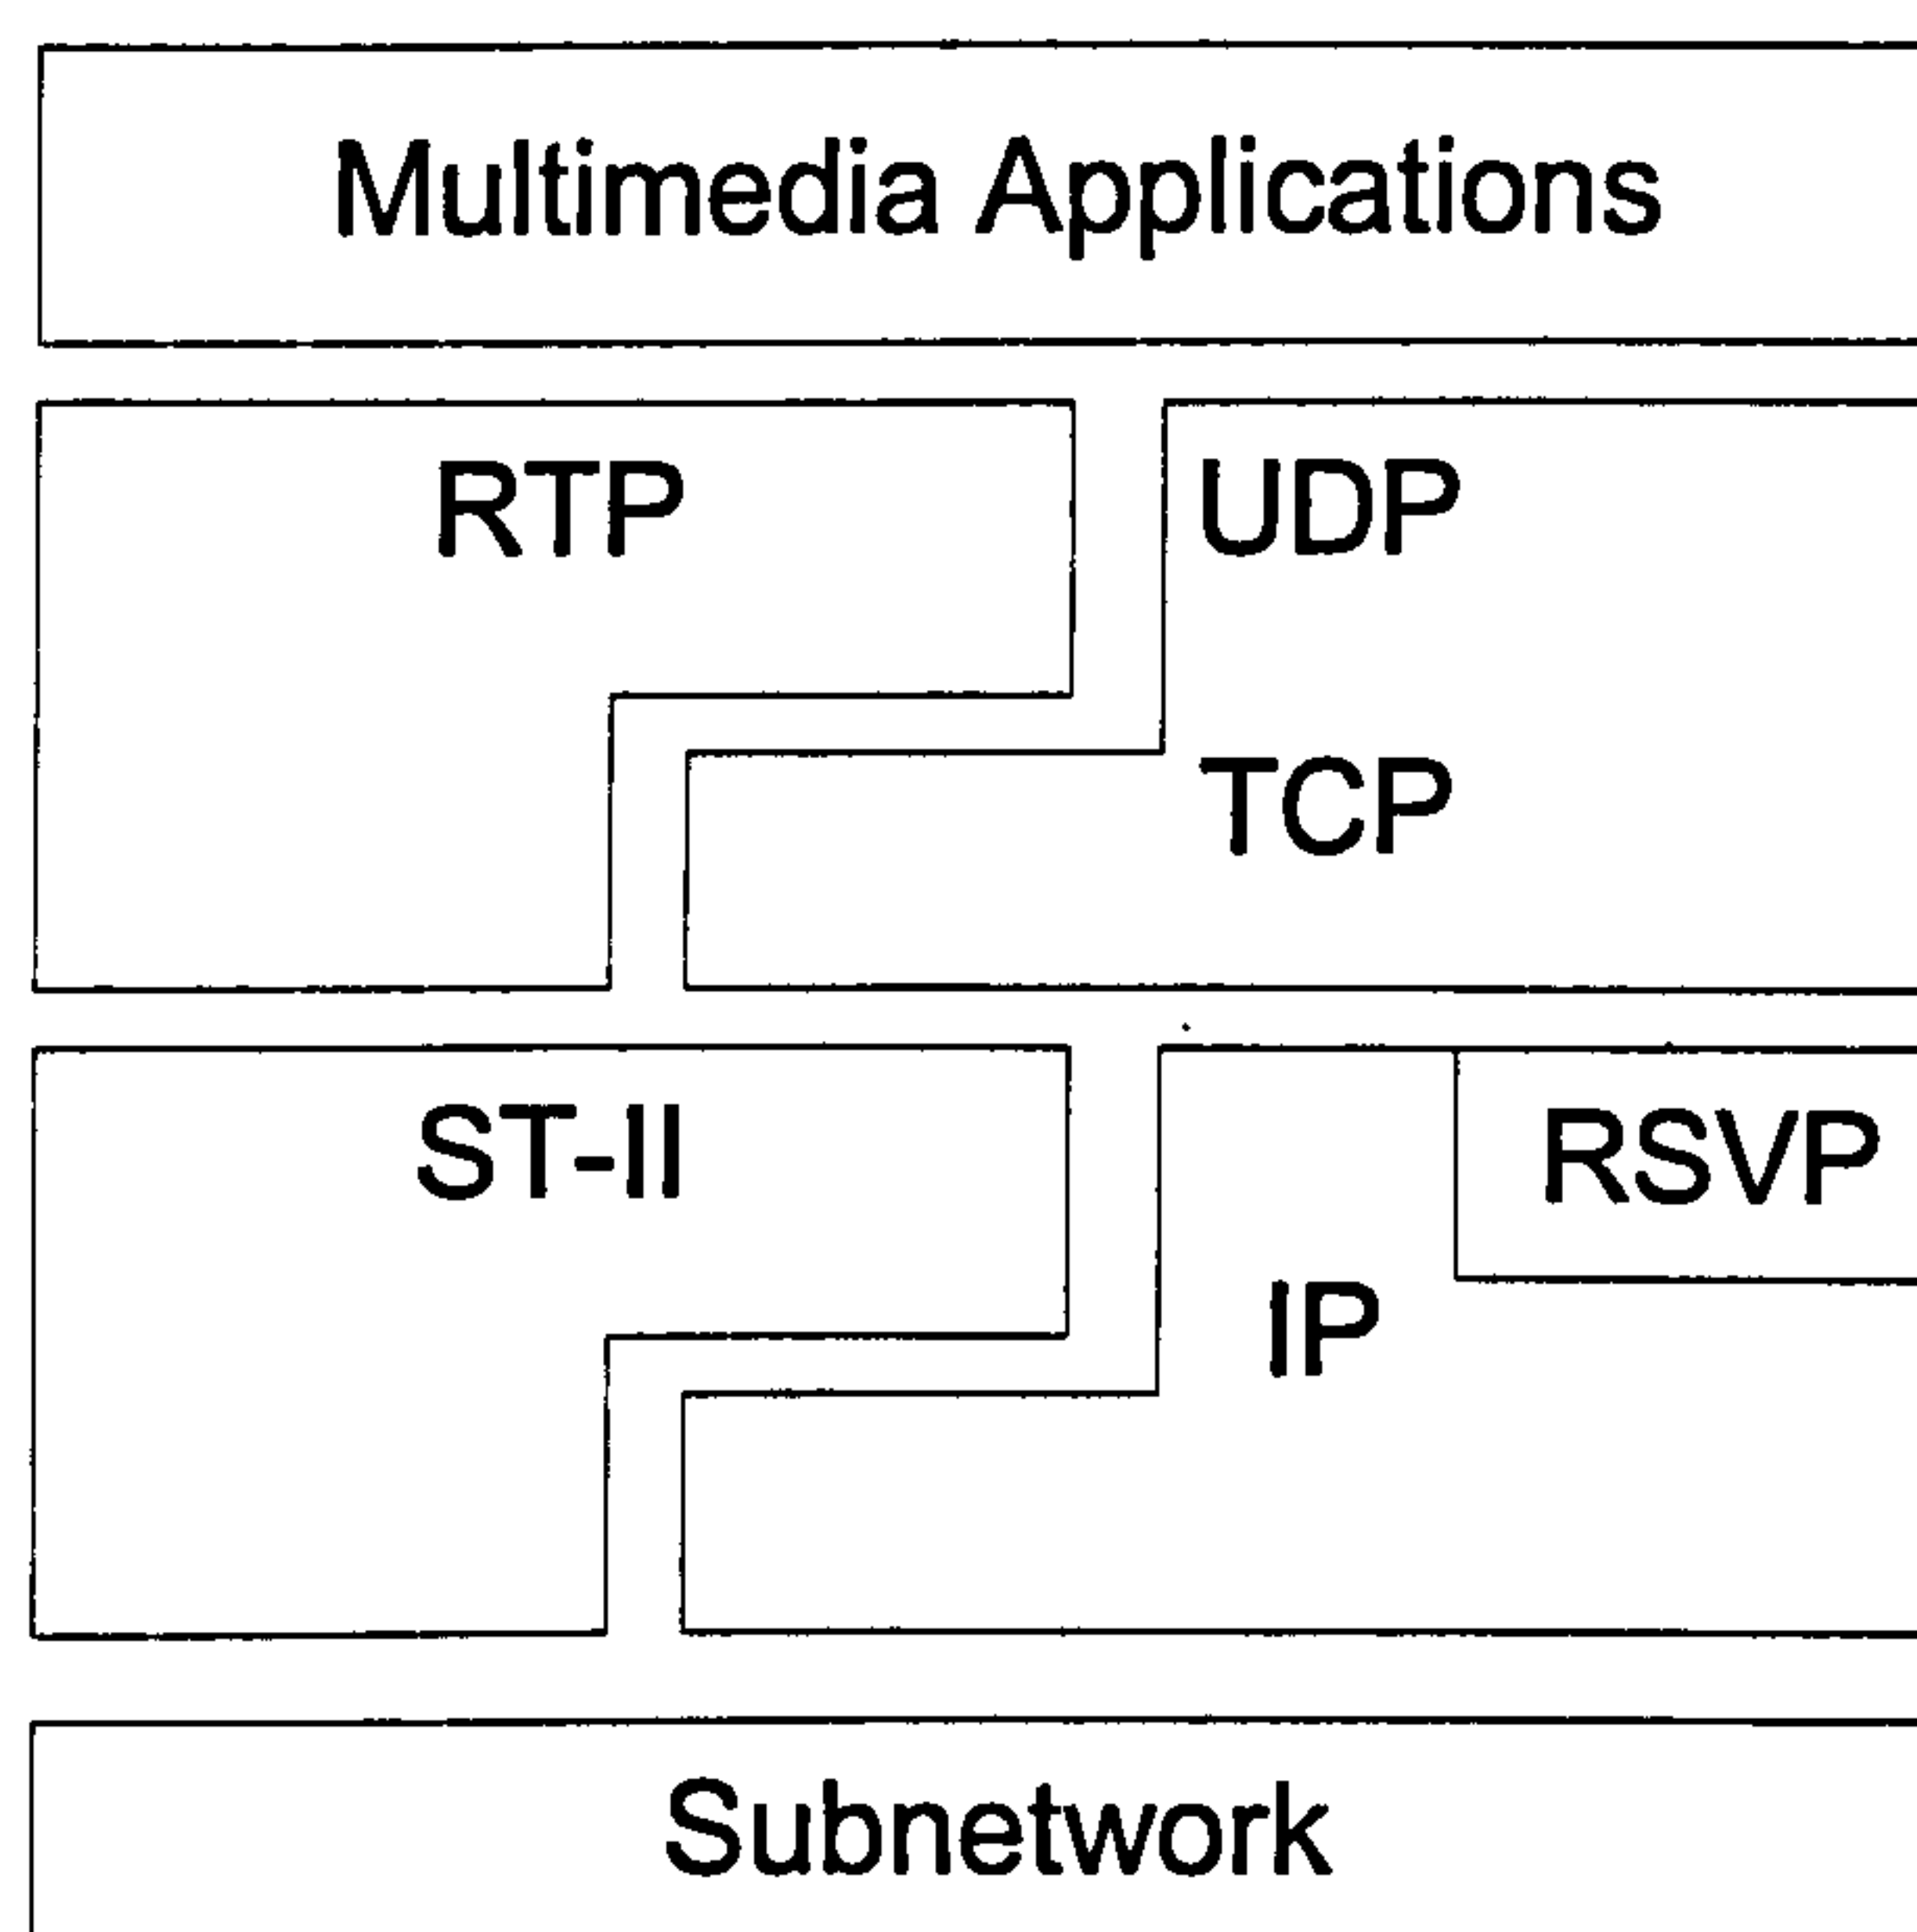 Multimedia Applications
RTP
UDP
TCP
ST-II
RSVP
IP
Subnetwork